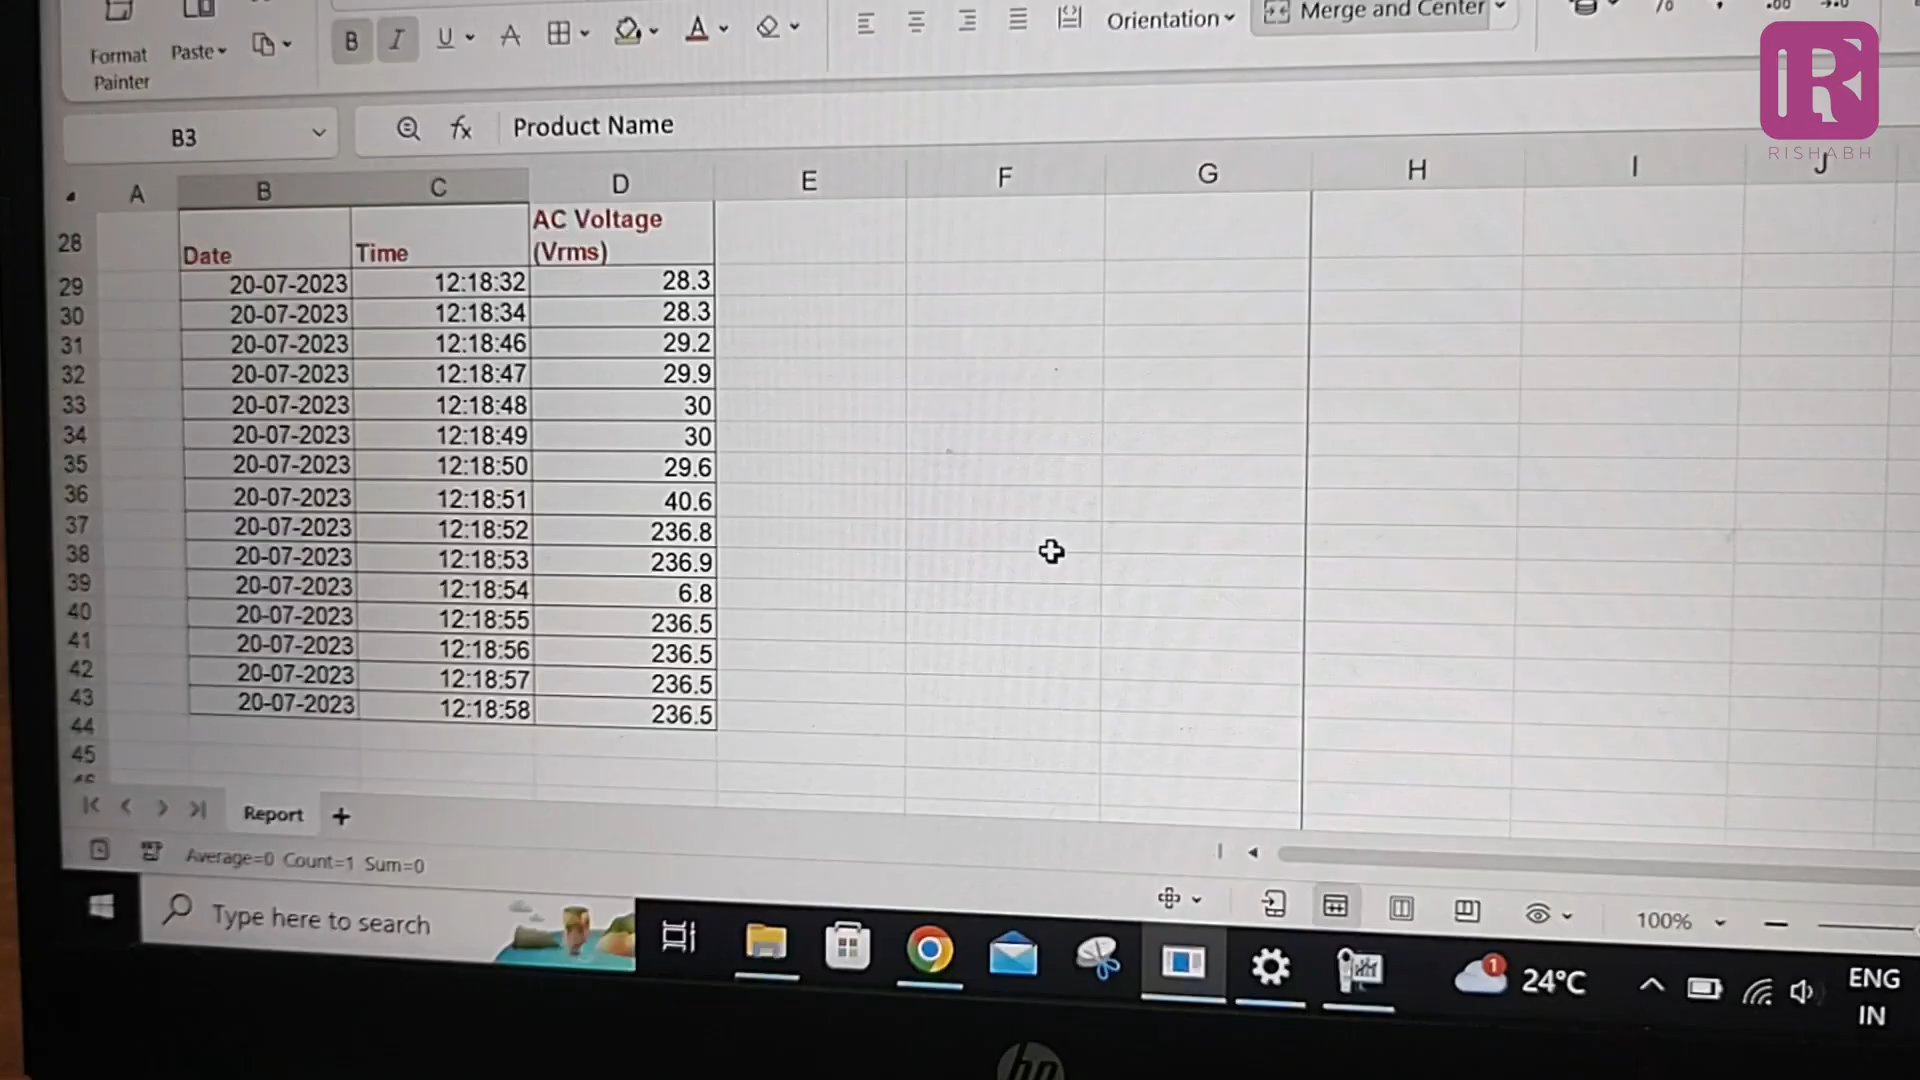 Format
Painter
Paste
B
I
U
A
A
Orientation
Merge and Center
B3
fx
Product Name
R
RISHABH
A B C D E F G H I J
28 Date Time AC Voltage
(Vrms)
29 20-07-2023 12:18:32 28.3
30 20-07-2023 12:18:34 28.3
31 20-07-2023 12:18:46 29.2
32 20-07-2023 12:18:47 29.9
33 20-07-2023 12:18:48 30
34 20-07-2023 12:18:49 30
35 20-07-2023 12:18:50 29.6
36 20-07-2023 12:18:51 40.6
37 20-07-2023 12:18:52 236.8
38 20-07-2023 12:18:53 236.9
39 20-07-2023 12:18:54 6.8
40 20-07-2023 12:18:55 236.5
41 20-07-2023 12:18:56 236.5
42 20-07-2023 12:18:57 236.5
43 20-07-2023 12:18:58 236.5
44
45
Report +
Average=0 Count=1 Sum=0
100%
Type here to search
1
24°C
ENG
IN
hp